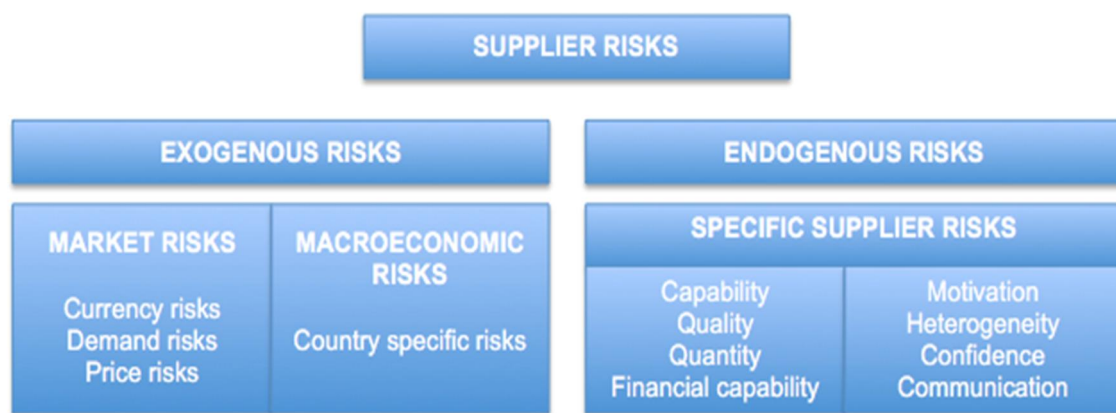 SUPPLIER RISKS
EXOGENOUS RISKS
MARKET RISKS
Currency risks
Demand risks
Price risks
MACROECONOMIC
RISKS
Country specific risks
ENDOGENOUS RISKS
SPECIFIC SUPPLIER RISKS
Capability
Quality
Quantity
Financial capability
Motivation
Heterogeneity
Confidence
Communication